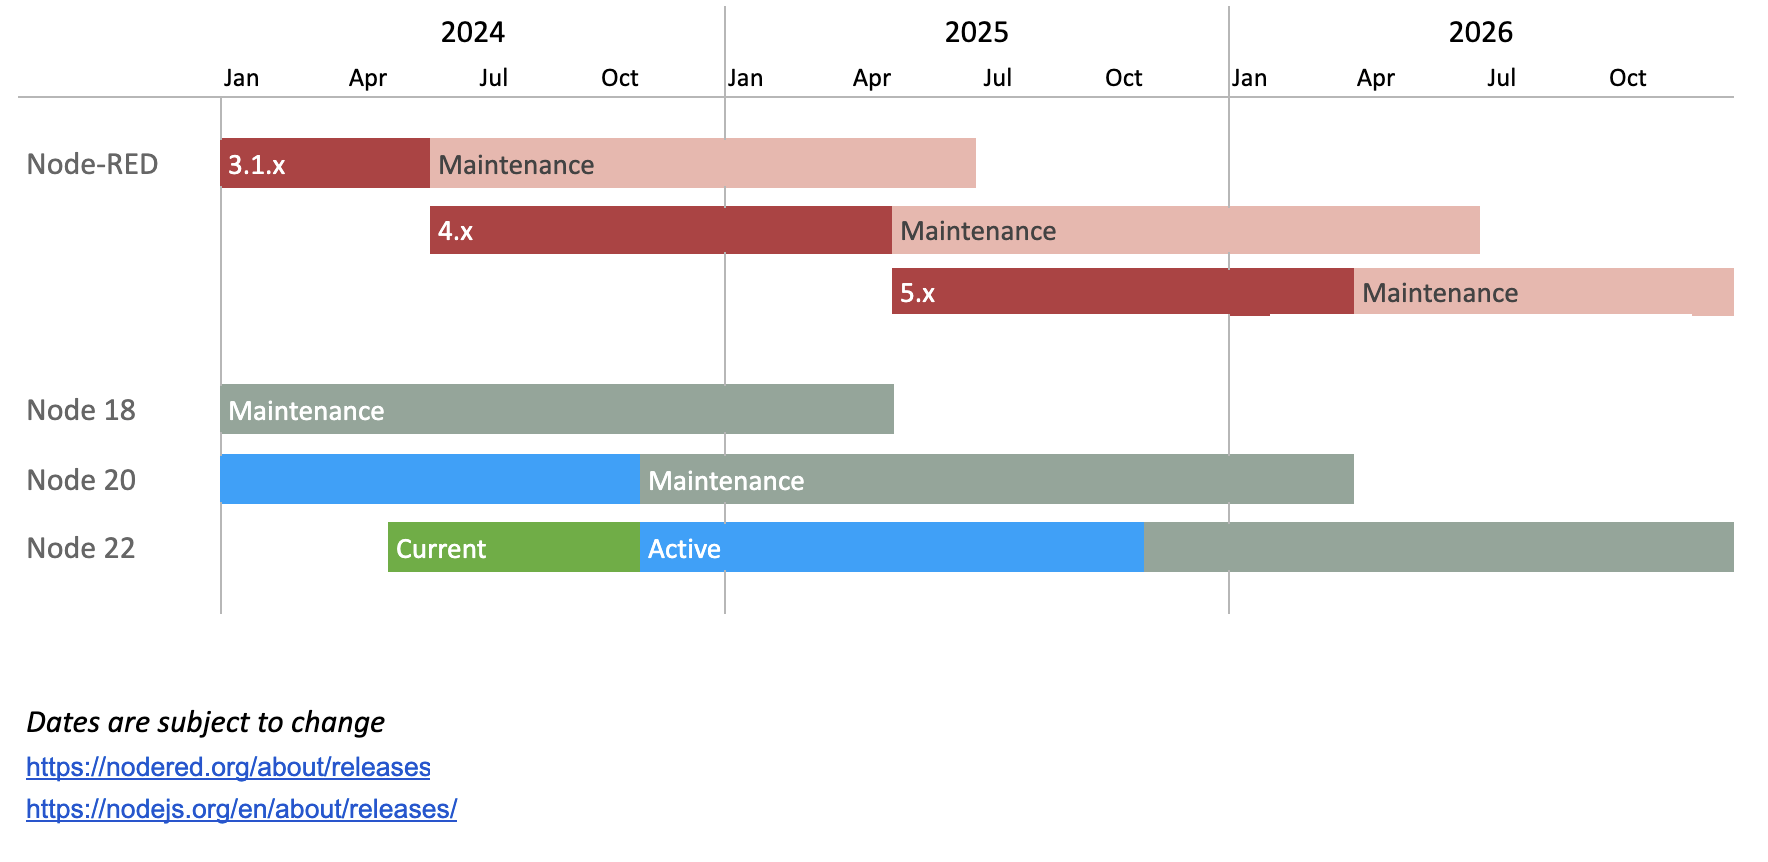 2024 2025 2026
Jan Apr Jul Oct Jan Apr Jul Oct Jan Apr Jul Oct
Node-RED 3.1.x Maintenance
4.x Maintenance
5.x Maintenance
Node 18 Maintenance
Node 20 Maintenance
Node 22 Current Active
Dates are subject to change
https://nodered.org/about/releases
https://nodejs.org/en/about/releases/